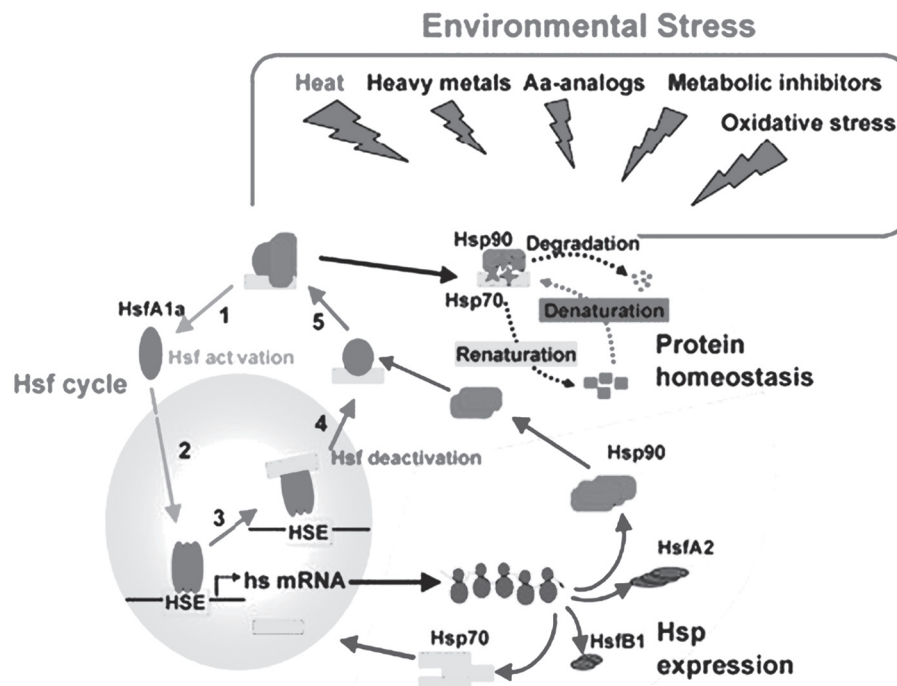 Environmental Stress
Heat
Heavy metals
Aa-analogs
Metabolic inhibitors
Oxidative stress
Hsp90
Degradation
Hsp70
Denaturation
Renaturation
Protein
homeostasis
HsfA1a
1
5
Hsf act vation
Hsf cycle
2
4
Hsf deactivation
3
HSE
HSE
hs mRNA
Hsp90
HsfA2
HsfB1
Hsp70
Hsp
expression